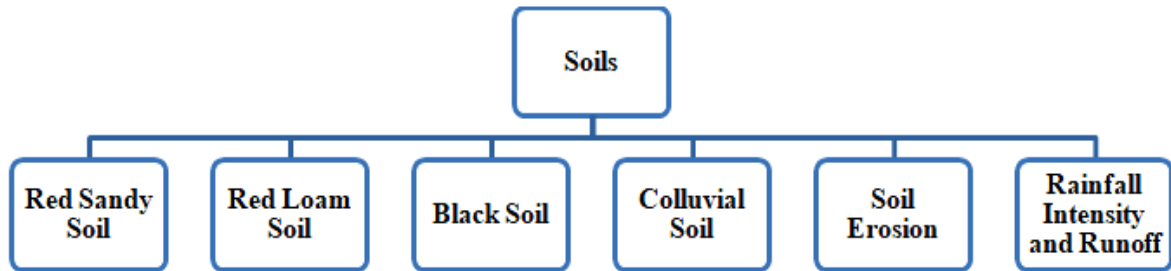 Soils
Red Sandy
Soil
Red Loam
Soil
Black Soil
Colluvial
Soil
Soil
Erosion
Rainfall
Intensity
and Runoff